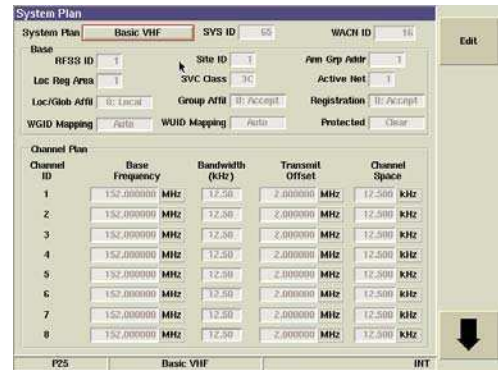 System Plan
System Plan Basic VHF SYS ID 65 WACN ID 16
Edit
Base
RFSS ID 1 Site ID 1 Ann Grp Addr 1
Loc Reg Area 1 SVC Class 3C Active Net 1
Loc/Glob Affil 0: Local Group Affil 0: Accept Registration 0: Accept
WGID Mapping Auto WUID Mapping Auto Protected Clear
Channel Plan
Channel ID Base Frequency Bandwidth (kHz) Transmit Offset Channel Space
1 152.000000 MHz 12.50 2.000000 MHz 12.500 kHz
2 152.000000 MHz 12.50 2.000000 MHz 12.500 kHz
3 152.000000 MHz 12.50 2.000000 MHz 12.500 kHz
4 152.000000 MHz 12.50 2.000000 MHz 12.500 kHz
5 152.000000 MHz 12.50 2.000000 MHz 12.500 kHz
6 152.000000 MHz 12.50 2.000000 MHz 12.500 kHz
7 152.000000 MHz 12.50 2.000000 MHz 12.500 kHz
8 152.000000 MHz 12.50 2.000000 MHz 12.500 kHz
P25 Basic VHF INT